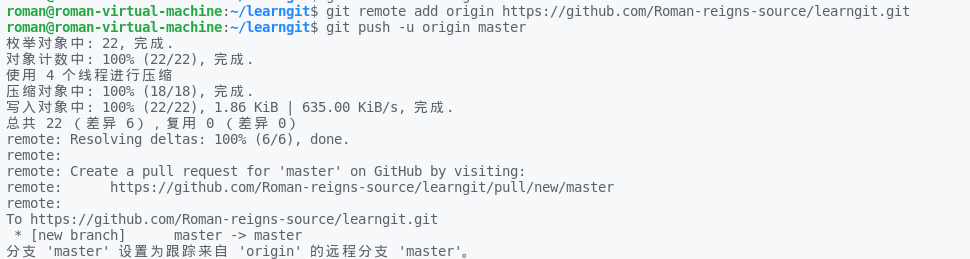 roman@roman-virtual-machine:~/learngit$ git remote add origin https://github.com/Roman-reigns-source/learngit.git
roman@roman-virtual-machine:~/learngit$ git push -u origin master
枚举对象中: 22, 完成.
对象计数中: 100% (22/22), 完成.
使用 4 个线程进行压缩
压缩对象中: 100% (18/18), 完成.
写入对象中: 100% (22/22), 1.86 KiB | 635.00 KiB/s, 完成.
总共 22 （差异 6），复用 0 （差异 0）
remote: Resolving deltas: 100% (6/6), done.
remote:
remote: Create a pull request for 'master' on GitHub by visiting:
remote:      https://github.com/Roman-reigns-source/learngit/pull/new/master
remote:
To https://github.com/Roman-reigns-source/learngit.git
 * [new branch]      master -> master
分支 'master' 设置为跟踪来自 'origin' 的远程分支 'master'。